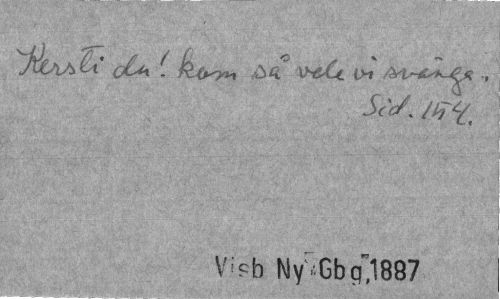 Kersti du! kom så vele vi svänga.
Sid. 154.
Visb Ny Gbg, 1887